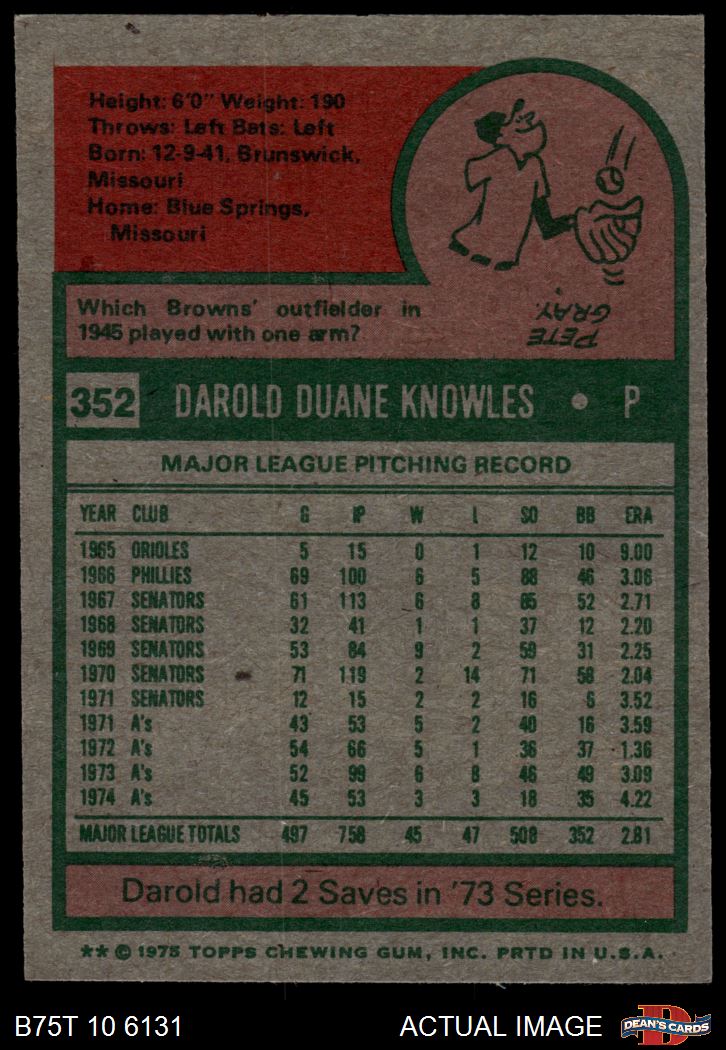 Height: 6'0" Weight: 190
Throws: Left Bats: Left
Born: 12-9-41, Brunswick,
Missouri
Home: Blue Springs,
Missouri
Which Browns' outfielder in
1945 played with one arm?
PETE
GRAY.
352 DAROLD DUANE KNOWLES • P
MAJOR LEAGUE PITCHING RECORD
YEAR CLUB G IP W L SO BB ERA
1965 ORIOLES 5 15 0 1 12 10 9.00
1966 PHILLIES 69 100 6 5 88 46 3.06
1967 SENATORS 61 113 6 8 85 52 2.71
1968 SENATORS 32 41 1 1 37 12 2.20
1969 SENATORS 53 84 9 2 59 31 2.25
1970 SENATORS 71 119 2 14 71 58 2.04
1971 SENATORS 12 15 2 2 16 6 3.52
1971 A's 43 53 5 2 40 16 3.59
1972 A's 54 66 5 1 36 37 1.36
1973 A's 52 99 6 8 46 49 3.09
1974 A's 45 53 3 3 18 35 4.22
MAJOR LEAGUE TOTALS 497 758 45 47 508 352 2.81
Darold had 2 Saves in '73 Series.
** © 1975 TOPPS CHEWING GUM, INC. PRTD IN U.S.A.
B75T 10 6131 ACTUAL IMAGE
D
DEAN'S CARDS